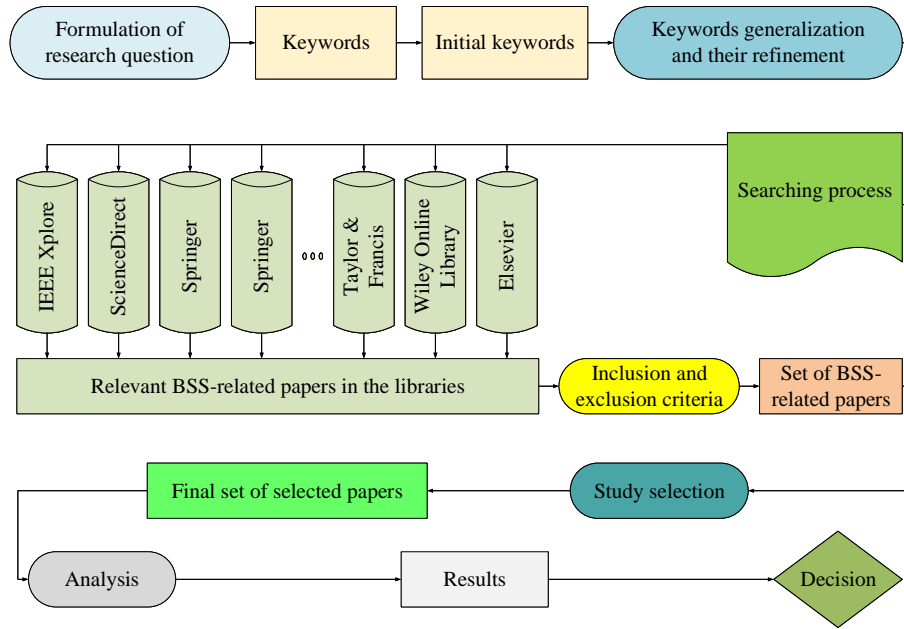 Formulation of
research question
Keywords
Initial keywords
Keywords generalization
and their refinement
Searching process
IEEE Xplore
ScienceDirect
Springer
Springer
Taylor &
Francis
Wiley Online
Library
Elsevier
Relevant BSS-related papers in the libraries
Inclusion and
exclusion criteria
Set of BSS-
related papers
Final set of selected papers
Study selection
Analysis
Results
Decision